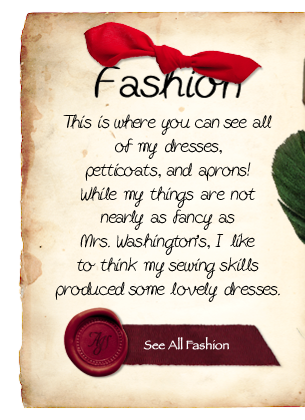 Fashion
This is where you can see all
of my dresses,
petticoats, and aprons!
While my things are not
nearly as fancy as
Mrs. Washington's, I like
to think my sewing skills
produced some lovely dresses.
See All Fashion